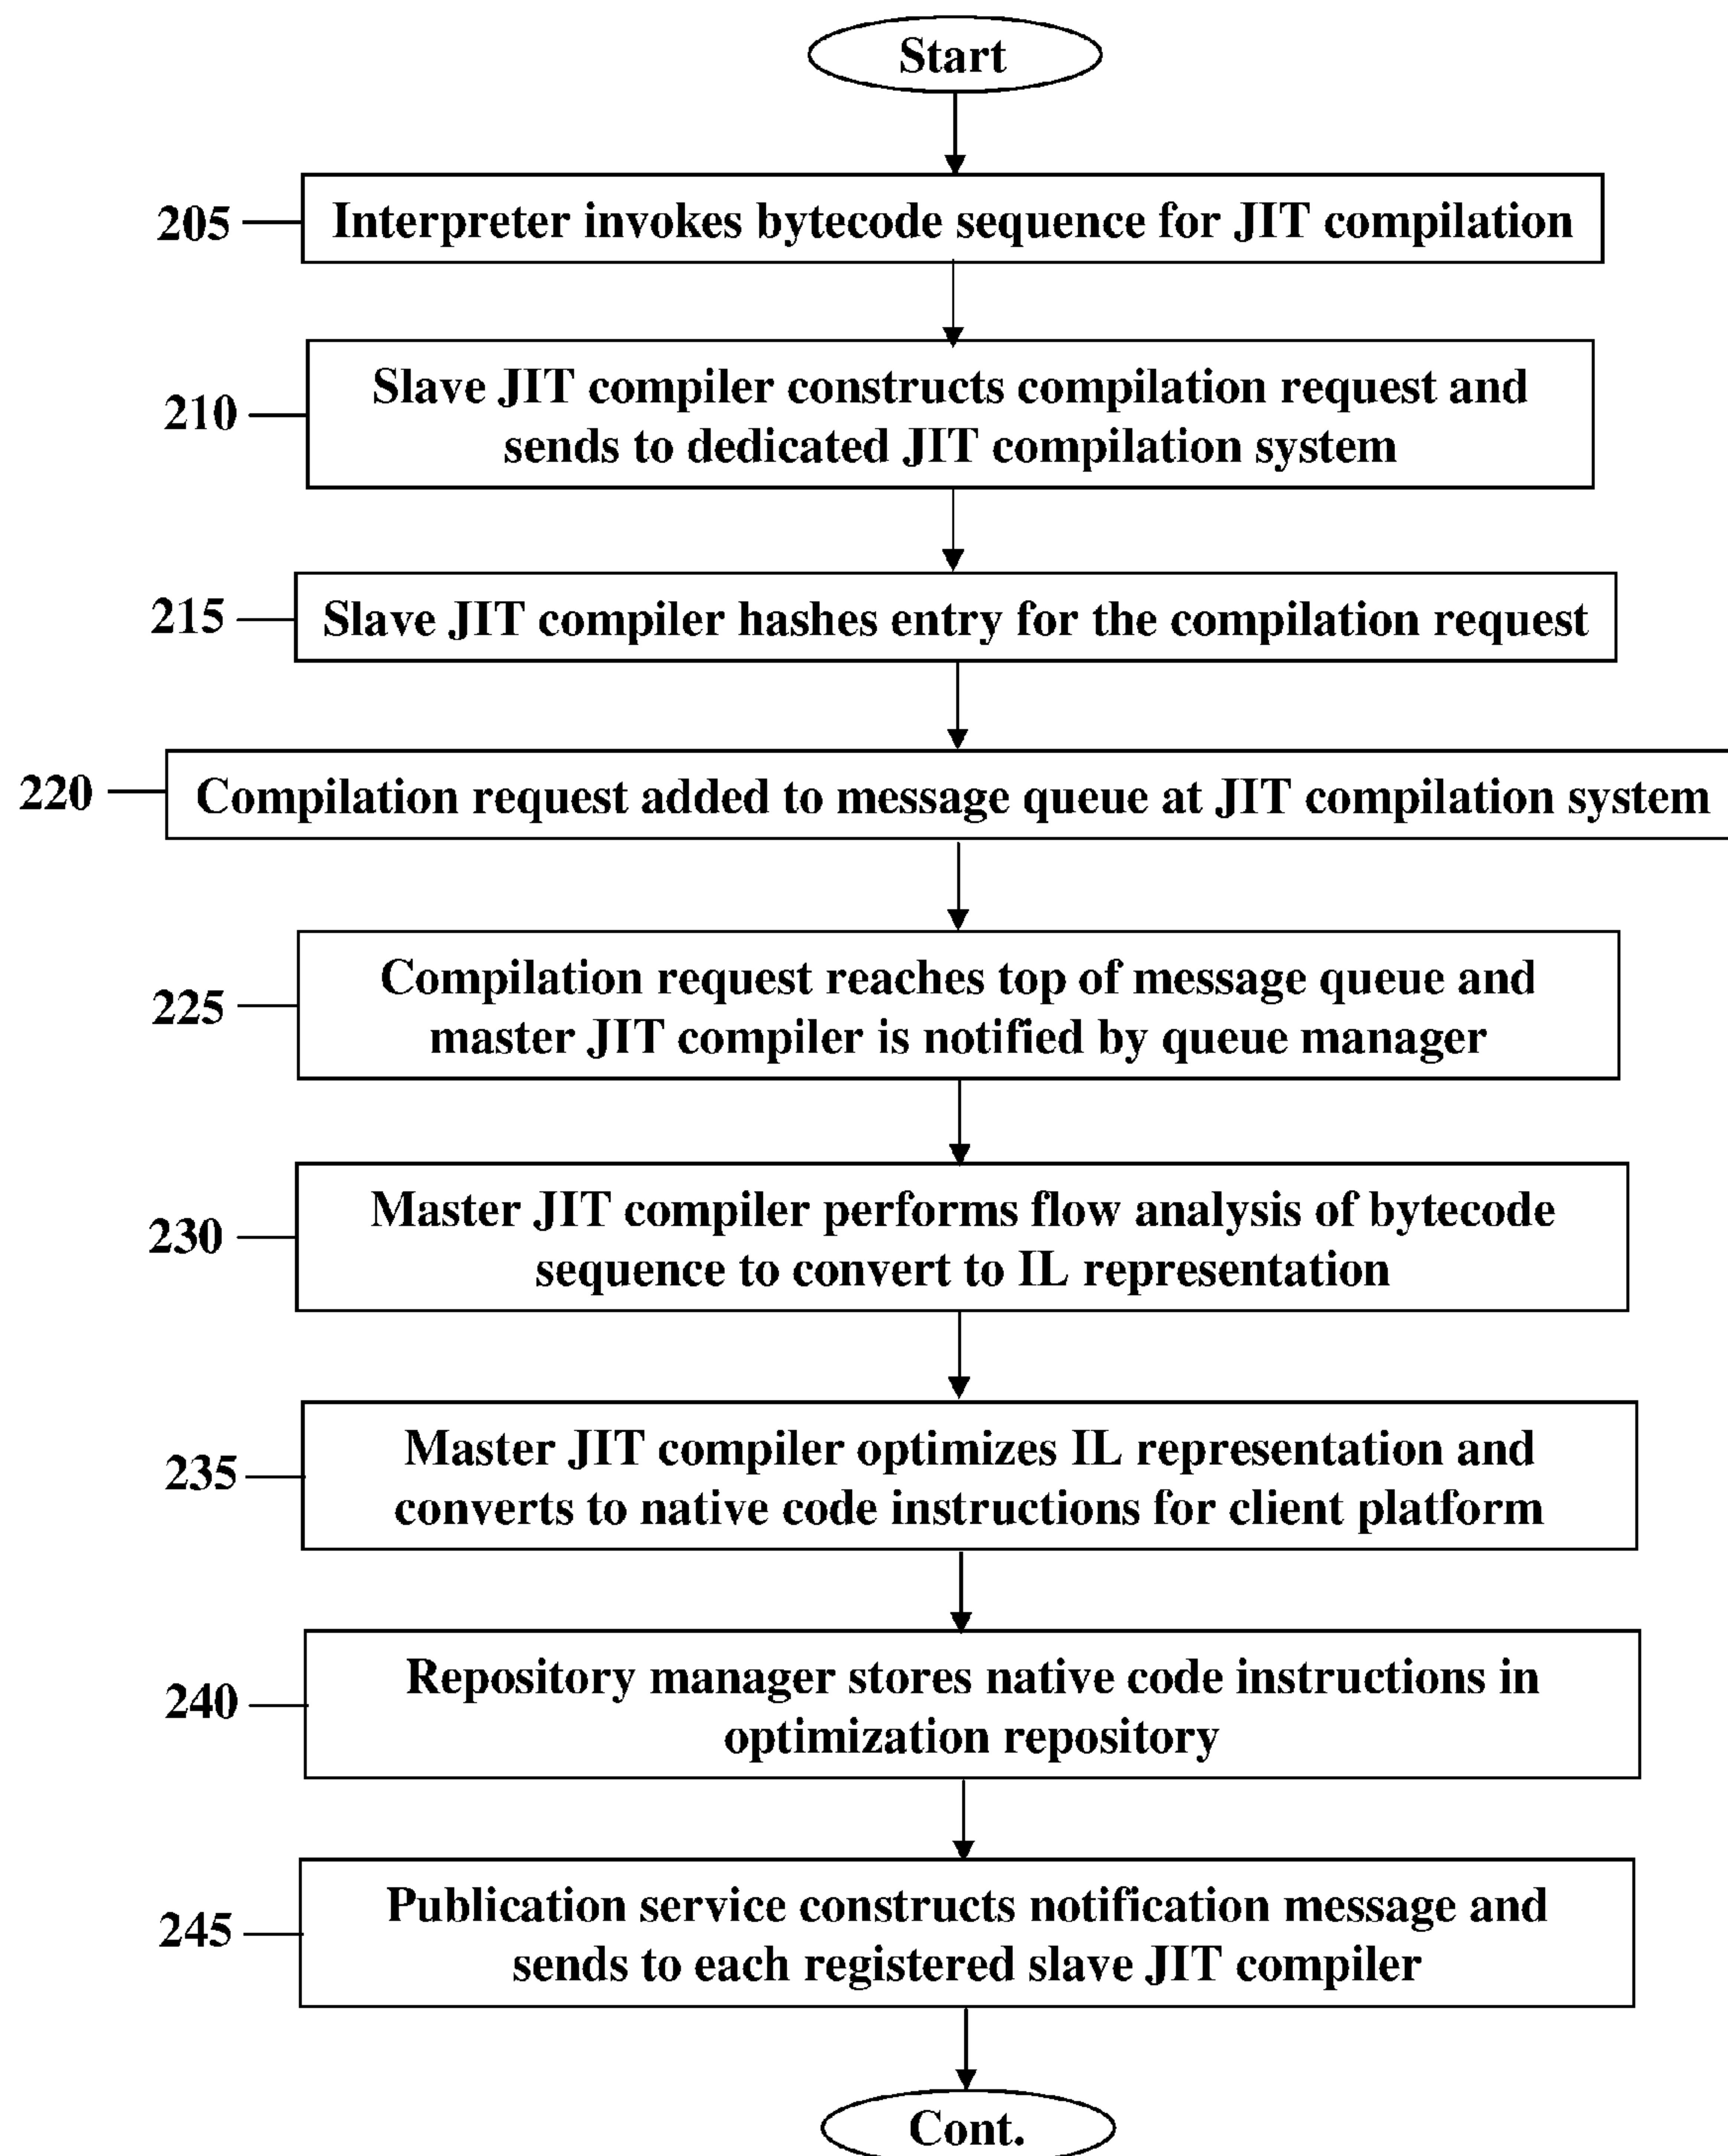 Start
205
Interpreter invokes bytecode sequence for JIT compilation
210
Slave JIT compiler constructs compilation request and
sends to dedicated JIT compilation system
215
Slave JIT compiler hashes entry for the compilation request
220
Compilation request added to message queue at JIT compilation system
225
Compilation request reaches top of message queue and
master JIT compiler is notified by queue manager
230
Master JIT compiler performs flow analysis of bytecode
sequence to convert to IL representation
235
Master JIT compiler optimizes IL representation and
converts to native code instructions for client platform
240
Repository manager stores native code instructions in
optimization repository
245
Publication service constructs notification message and
sends to each registered slave JIT compiler
Cont.